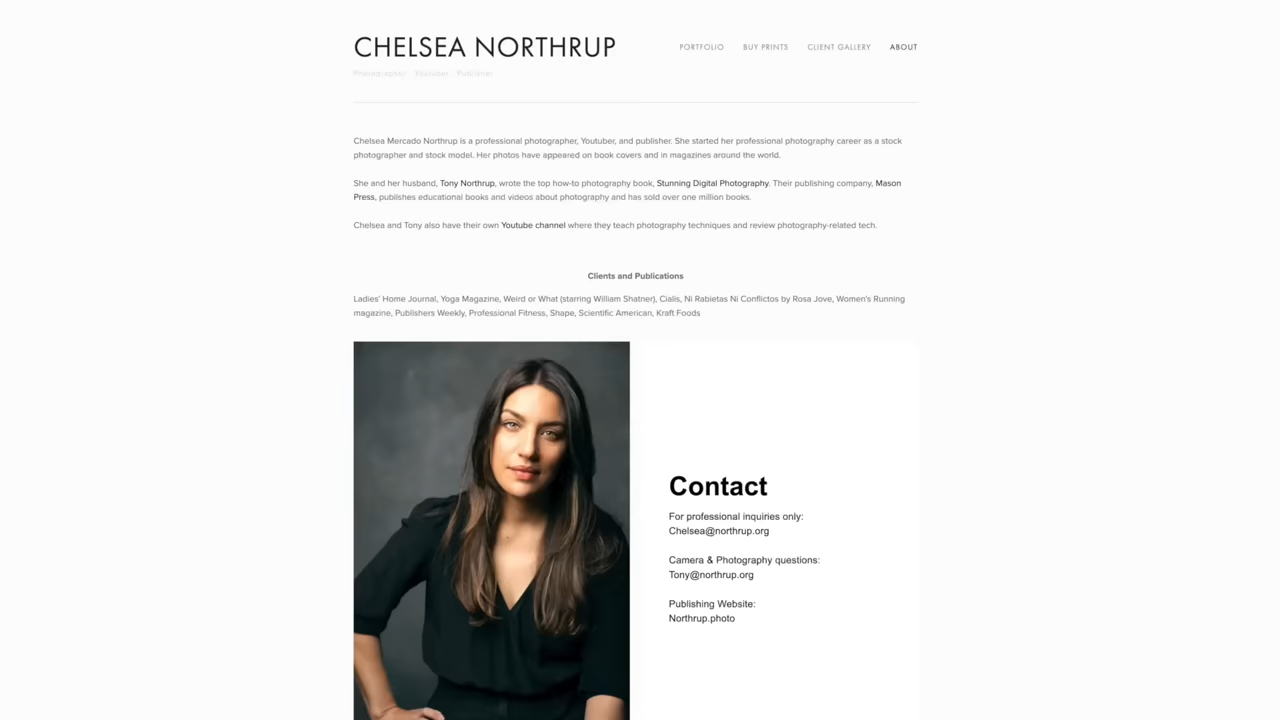 CHELSEA NORTHRUP
PORTFOLIO
BUY PRINTS
CLIENT GALLERY
ABOUT
Photographer Youtuber Publisher
Chelsea Mercado Northrup is a professional photographer, Youtuber, and publisher. She started her professional photography career as a stock
photographer and stock model. Her photos have appeared on book covers and in magazines around the world.
She and her husband, Tony Northrup, wrote the top how-to photography book, Stunning Digital Photography. Their publishing company, Mason
Press, publishes educational books and videos about photography and has sold over one million books.
Chelsea and Tony also have their own Youtube channel where they teach photography techniques and review photography-related tech.
Clients and Publications
Ladies' Home Journal, Yoga Magazine, Weird or What (starring William Shatner), Cialis, Ni Rabietas Ni Conflictos by Rosa Jove, Women's Running
magazine, Publishers Weekly, Professional Fitness, Shape, Scientific American, Kraft Foods
Contact
For professional inquiries only:
Chelsea@northrup.org
Camera & Photography questions:
Tony@northrup.org
Publishing Website:
Northrup.photo